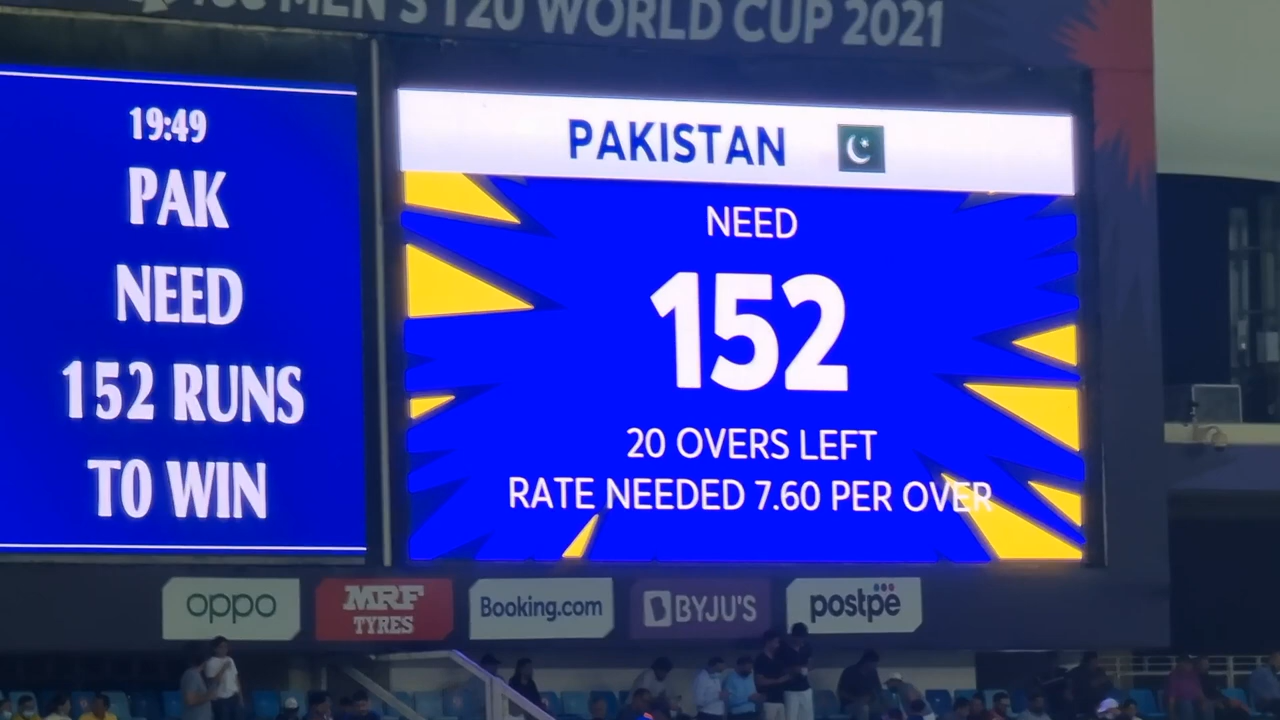 MEN'S T20 WORLD CUP 2021
19:49
PAK
NEED
152 RUNS
TO WIN
PAKISTAN
NEED
152
20 OVERS LEFT
RATE NEEDED 7.60 PER OVER
oppo
MRF
TYRES
Booking.com
BYJU'S
postpe